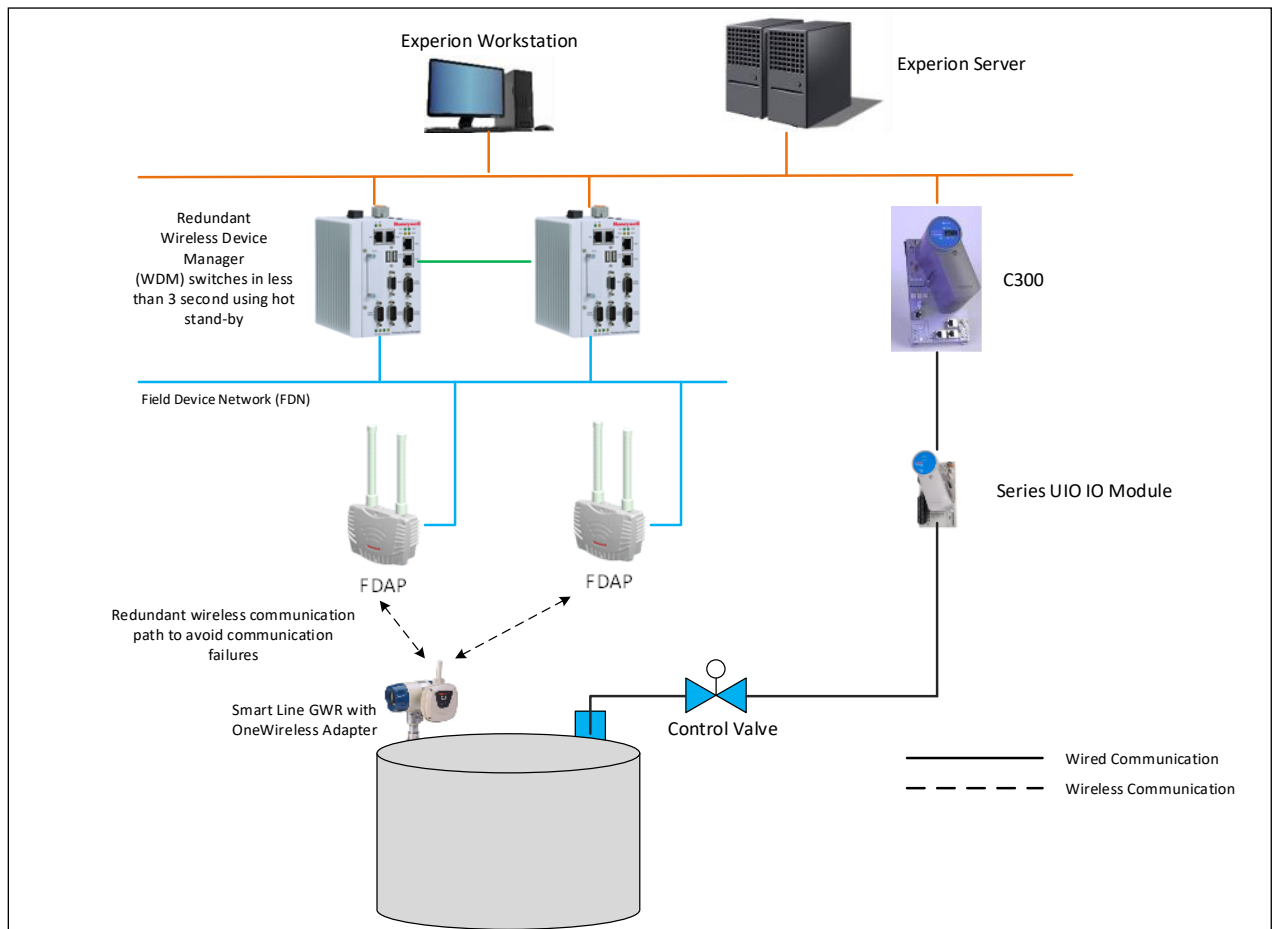 Experion Workstation
Experion Server
Redundant
Wireless Device
Manager
(WDM) switches in less
than 3 second using hot
stand-by
Honeywell
Honeywell
C300
Field Device Network (FDN)
Series UIO IO Module
FDAP
FDAP
Redundant wireless communication
path to avoid communication
failures
Smart Line GWR with
OneWireless Adapter
Control Valve
Wired Communication
Wireless Communication